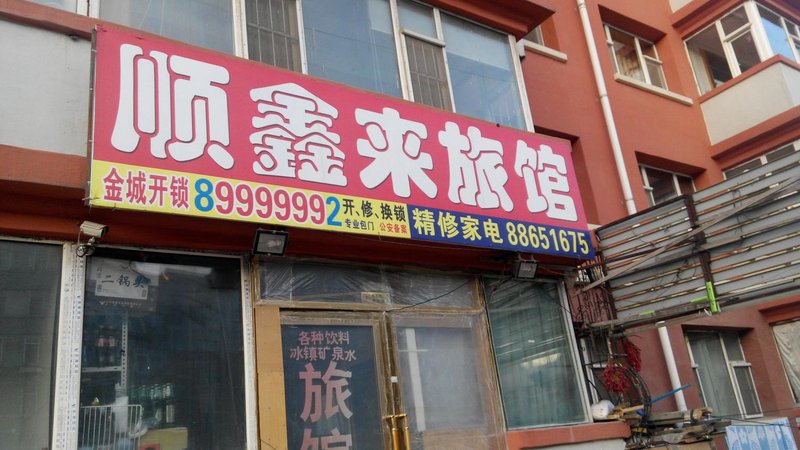 顺鑫来旅馆
金城开锁 89999992 开、修、换锁
专业包门 公安备案
精修家电 88651675
二锅头
各种饮料
冰镇矿泉水
旅馆